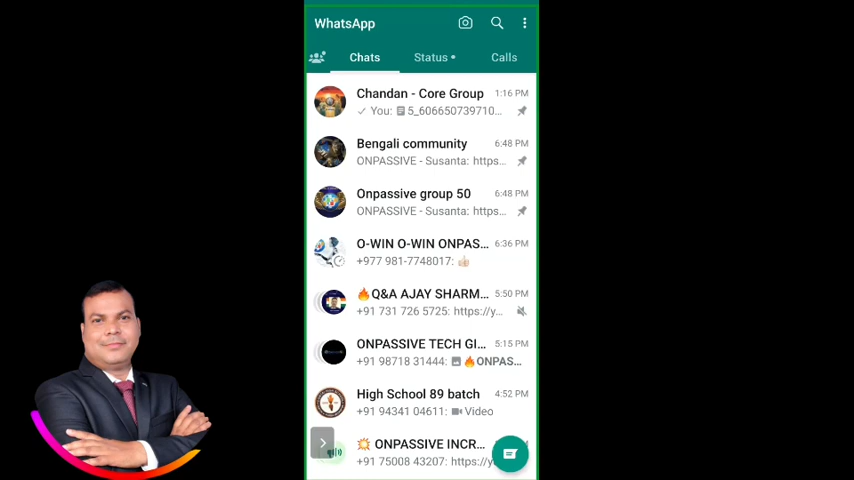 WhatsApp
Chats
Status
Calls
Chandan - Core Group
1:16 PM
You: 5_606650739710...
Bengali community
6:48 PM
ONPASSIVE - Susanta: https...
Onpassive group 50
6:48 PM
ONPASSIVE - Susanta: https...
O-WIN O-WIN ONPAS...
6:36 PM
+977 981-7748017: 👍🏻
🔥Q&A AJAY SHARM...
5:50 PM
+91 731 726 5725: https://y...
ONPASSIVE TECH GI...
5:15 PM
+91 98718 31444: 🔥ONPAS...
High School 89 batch
4:52 PM
+91 94341 04611: Video
💥 ONPASSIVE INCR...
+91 75008 43207: https://y